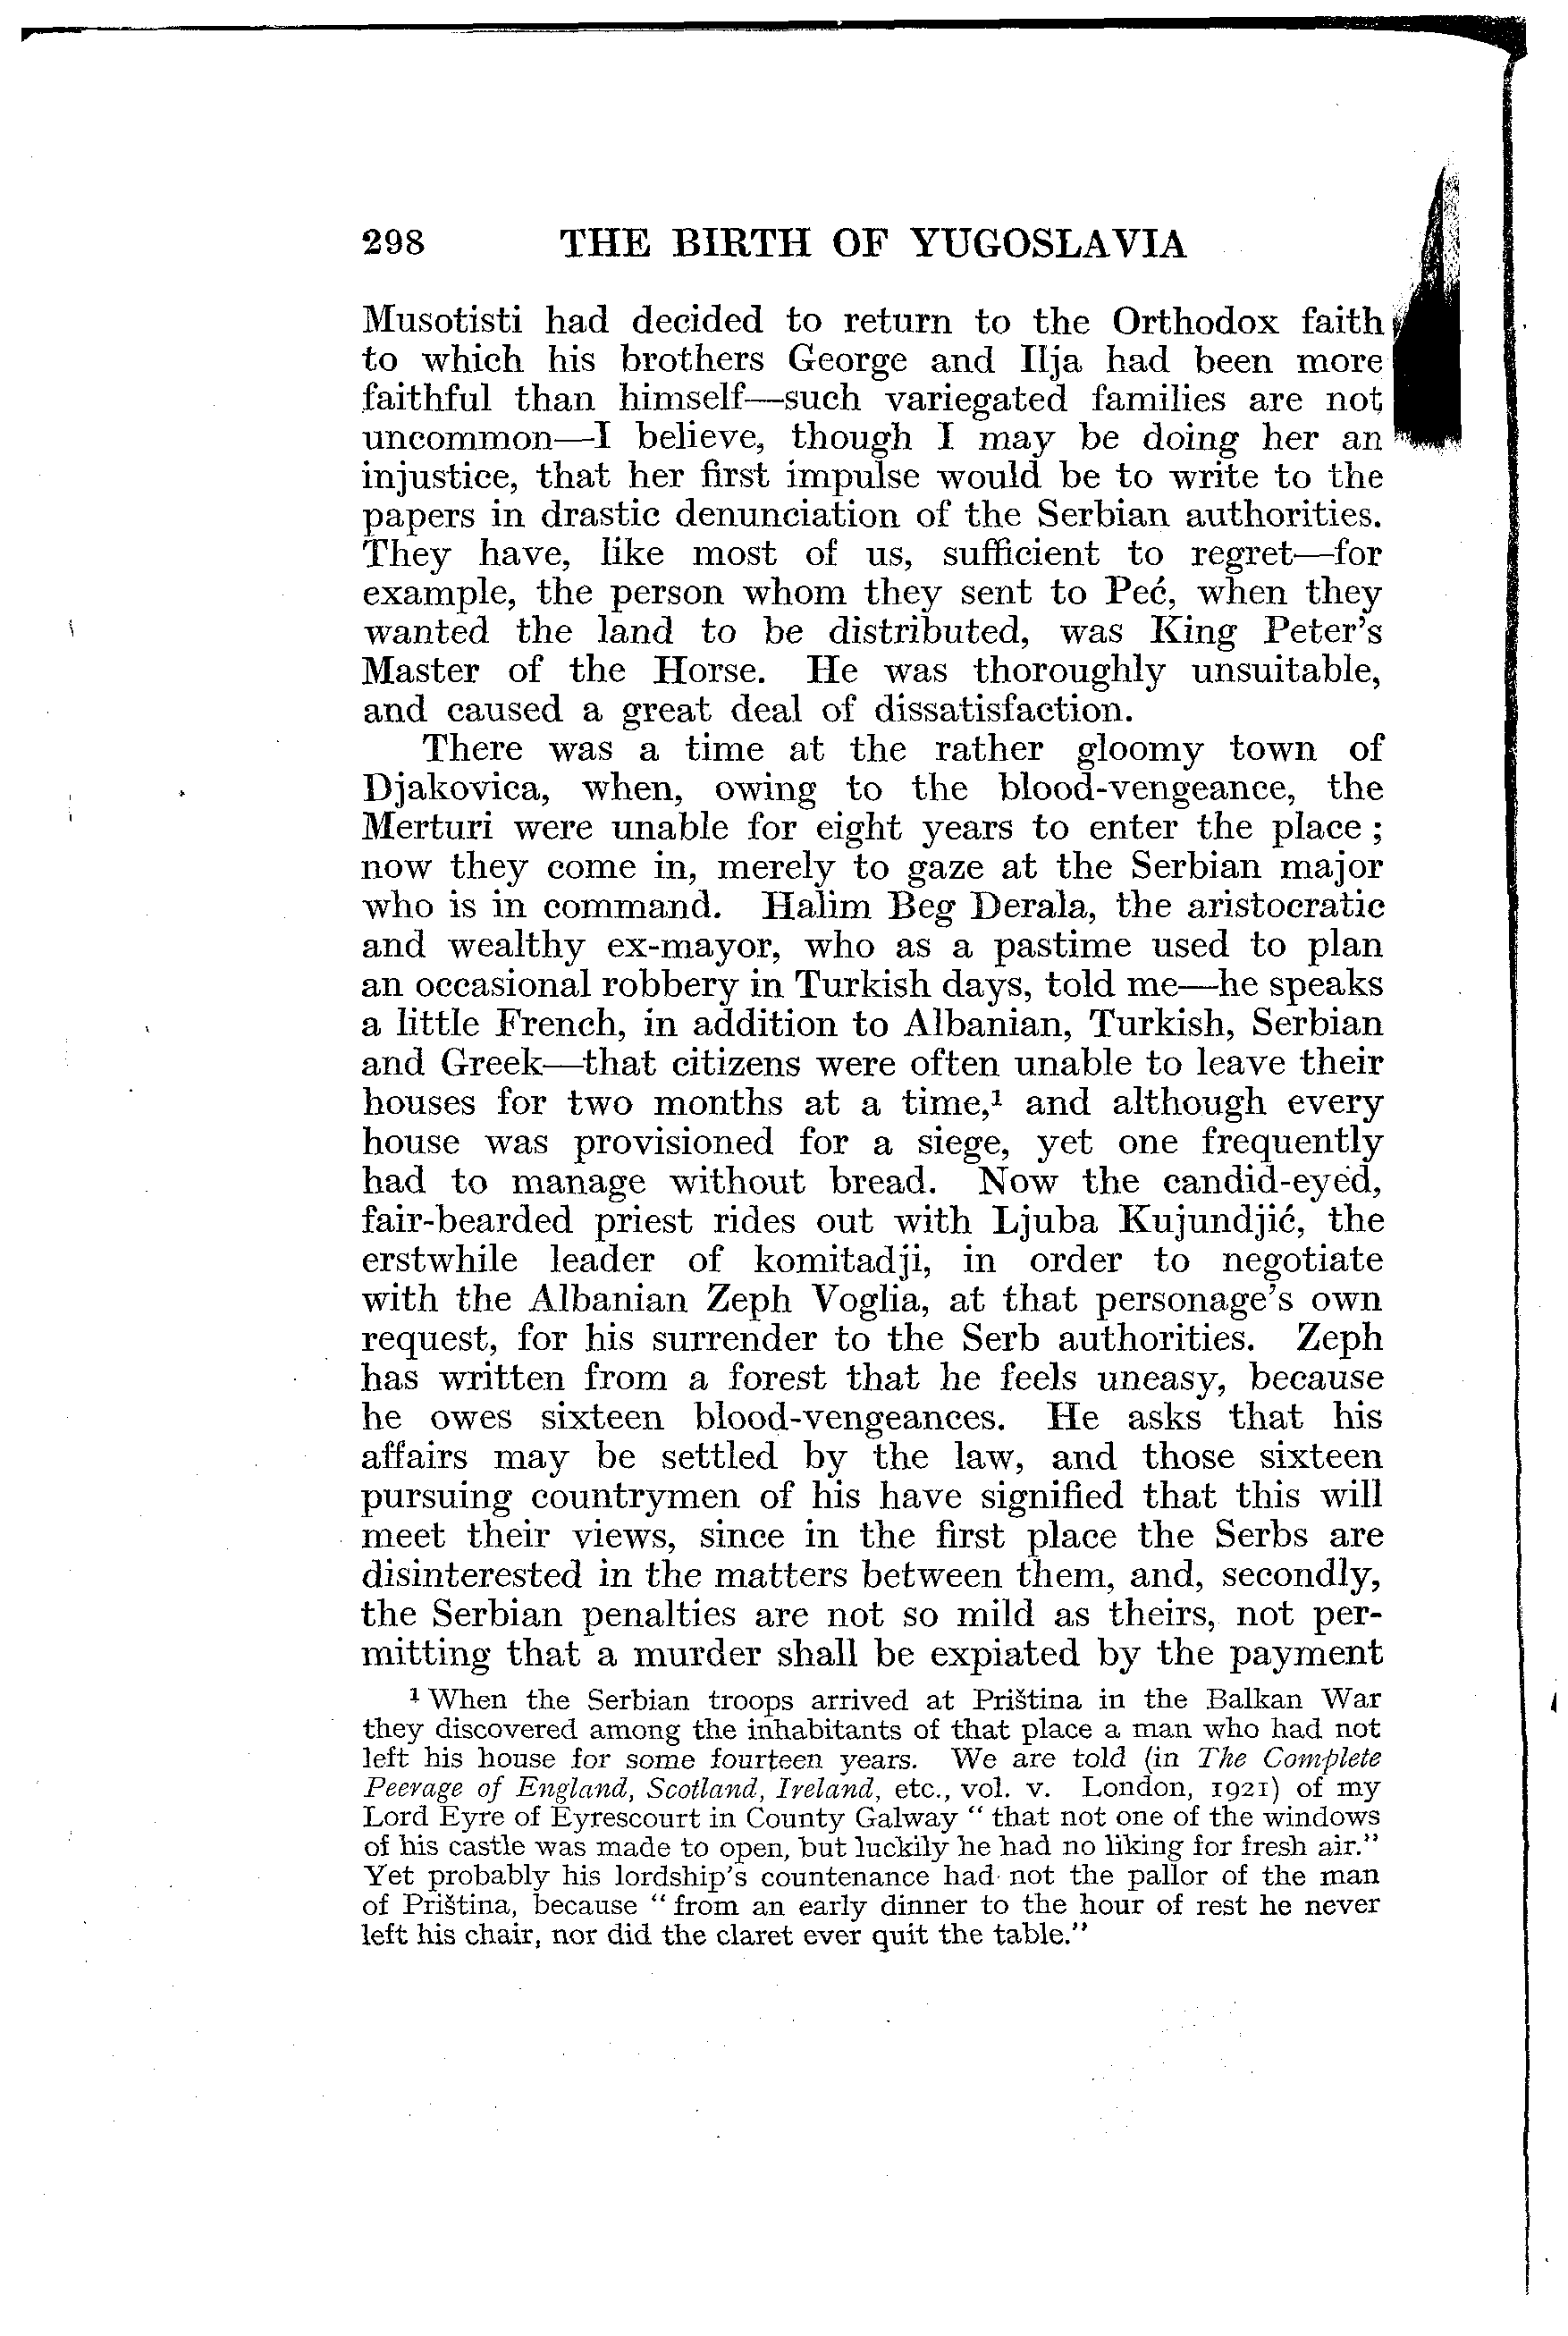 298 THE BIRTH OF YUGOSLAVIA
Musotisti had decided to return to the Orthodox faith
to which his brothers George and Ilja had been more
faithful than himself—such variegated families are not
uncommon—I believe, though I may be doing her an
injustice, that her first impulse would be to write to the
papers in drastic denunciation of the Serbian authorities.
They have, like most of us, sufficient to regret—for
example, the person whom they sent to Peć, when they
wanted the land to be distributed, was King Peter's
Master of the Horse. He was thoroughly unsuitable,
and caused a great deal of dissatisfaction.
There was a time at the rather gloomy town of
Djakovica, when, owing to the blood-vengeance, the
Merturi were unable for eight years to enter the place ;
now they come in, merely to gaze at the Serbian major
who is in command. Halim Beg Derala, the aristocratic
and wealthy ex-mayor, who as a pastime used to plan
an occasional robbery in Turkish days, told me—he speaks
a little French, in addition to Albanian, Turkish, Serbian
and Greek—that citizens were often unable to leave their
houses for two months at a time,¹ and although every
house was provisioned for a siege, yet one frequently
had to manage without bread. Now the candid-eyed,
fair-bearded priest rides out with Ljuba Kujundjić, the
erstwhile leader of komitadji, in order to negotiate
with the Albanian Zeph Voglia, at that personage's own
request, for his surrender to the Serb authorities. Zeph
has written from a forest that he feels uneasy, because
he owes sixteen blood-vengeances. He asks that his
affairs may be settled by the law, and those sixteen
pursuing countrymen of his have signified that this will
meet their views, since in the first place the Serbs are
disinterested in the matters between them, and, secondly,
the Serbian penalties are not so mild as theirs, not per-
mitting that a murder shall be expiated by the payment
¹ When the Serbian troops arrived at Priština in the Balkan War
they discovered among the inhabitants of that place a man who had not
left his house for some fourteen years. We are told (in The Complete
Peerage of England, Scotland, Ireland, etc., vol. v. London, 1921) of my
Lord Eyre of Eyrescourt in County Galway " that not one of the windows
of his castle was made to open, but luckily he had no liking for fresh air."
Yet probably his lordship's countenance had not the pallor of the man
of Priština, because " from an early dinner to the hour of rest he never
left his chair, nor did the claret ever quit the table."